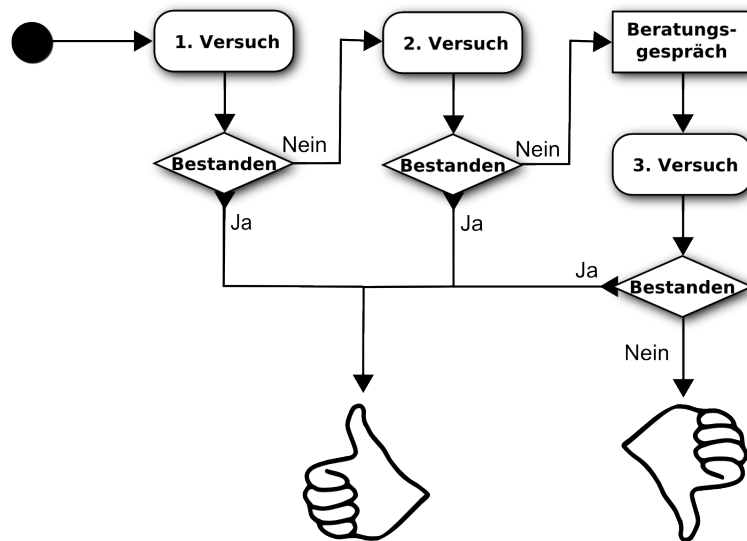 1. Versuch
2. Versuch
Beratungs-
gespräch
Bestanden
Nein
Bestanden
Nein
3. Versuch
Ja
Ja
Ja
Bestanden
Nein